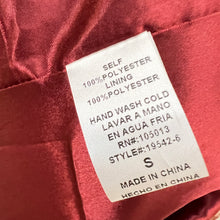 SELF
100%POLYESTER
LINING
100%POLYESTER
HAND WASH COLD
LAVAR A MANO
EN AGUA FRIA
RN#:105013
STYLE#:19542-6
S
MADE IN CHINA
HECHO EN CHINA